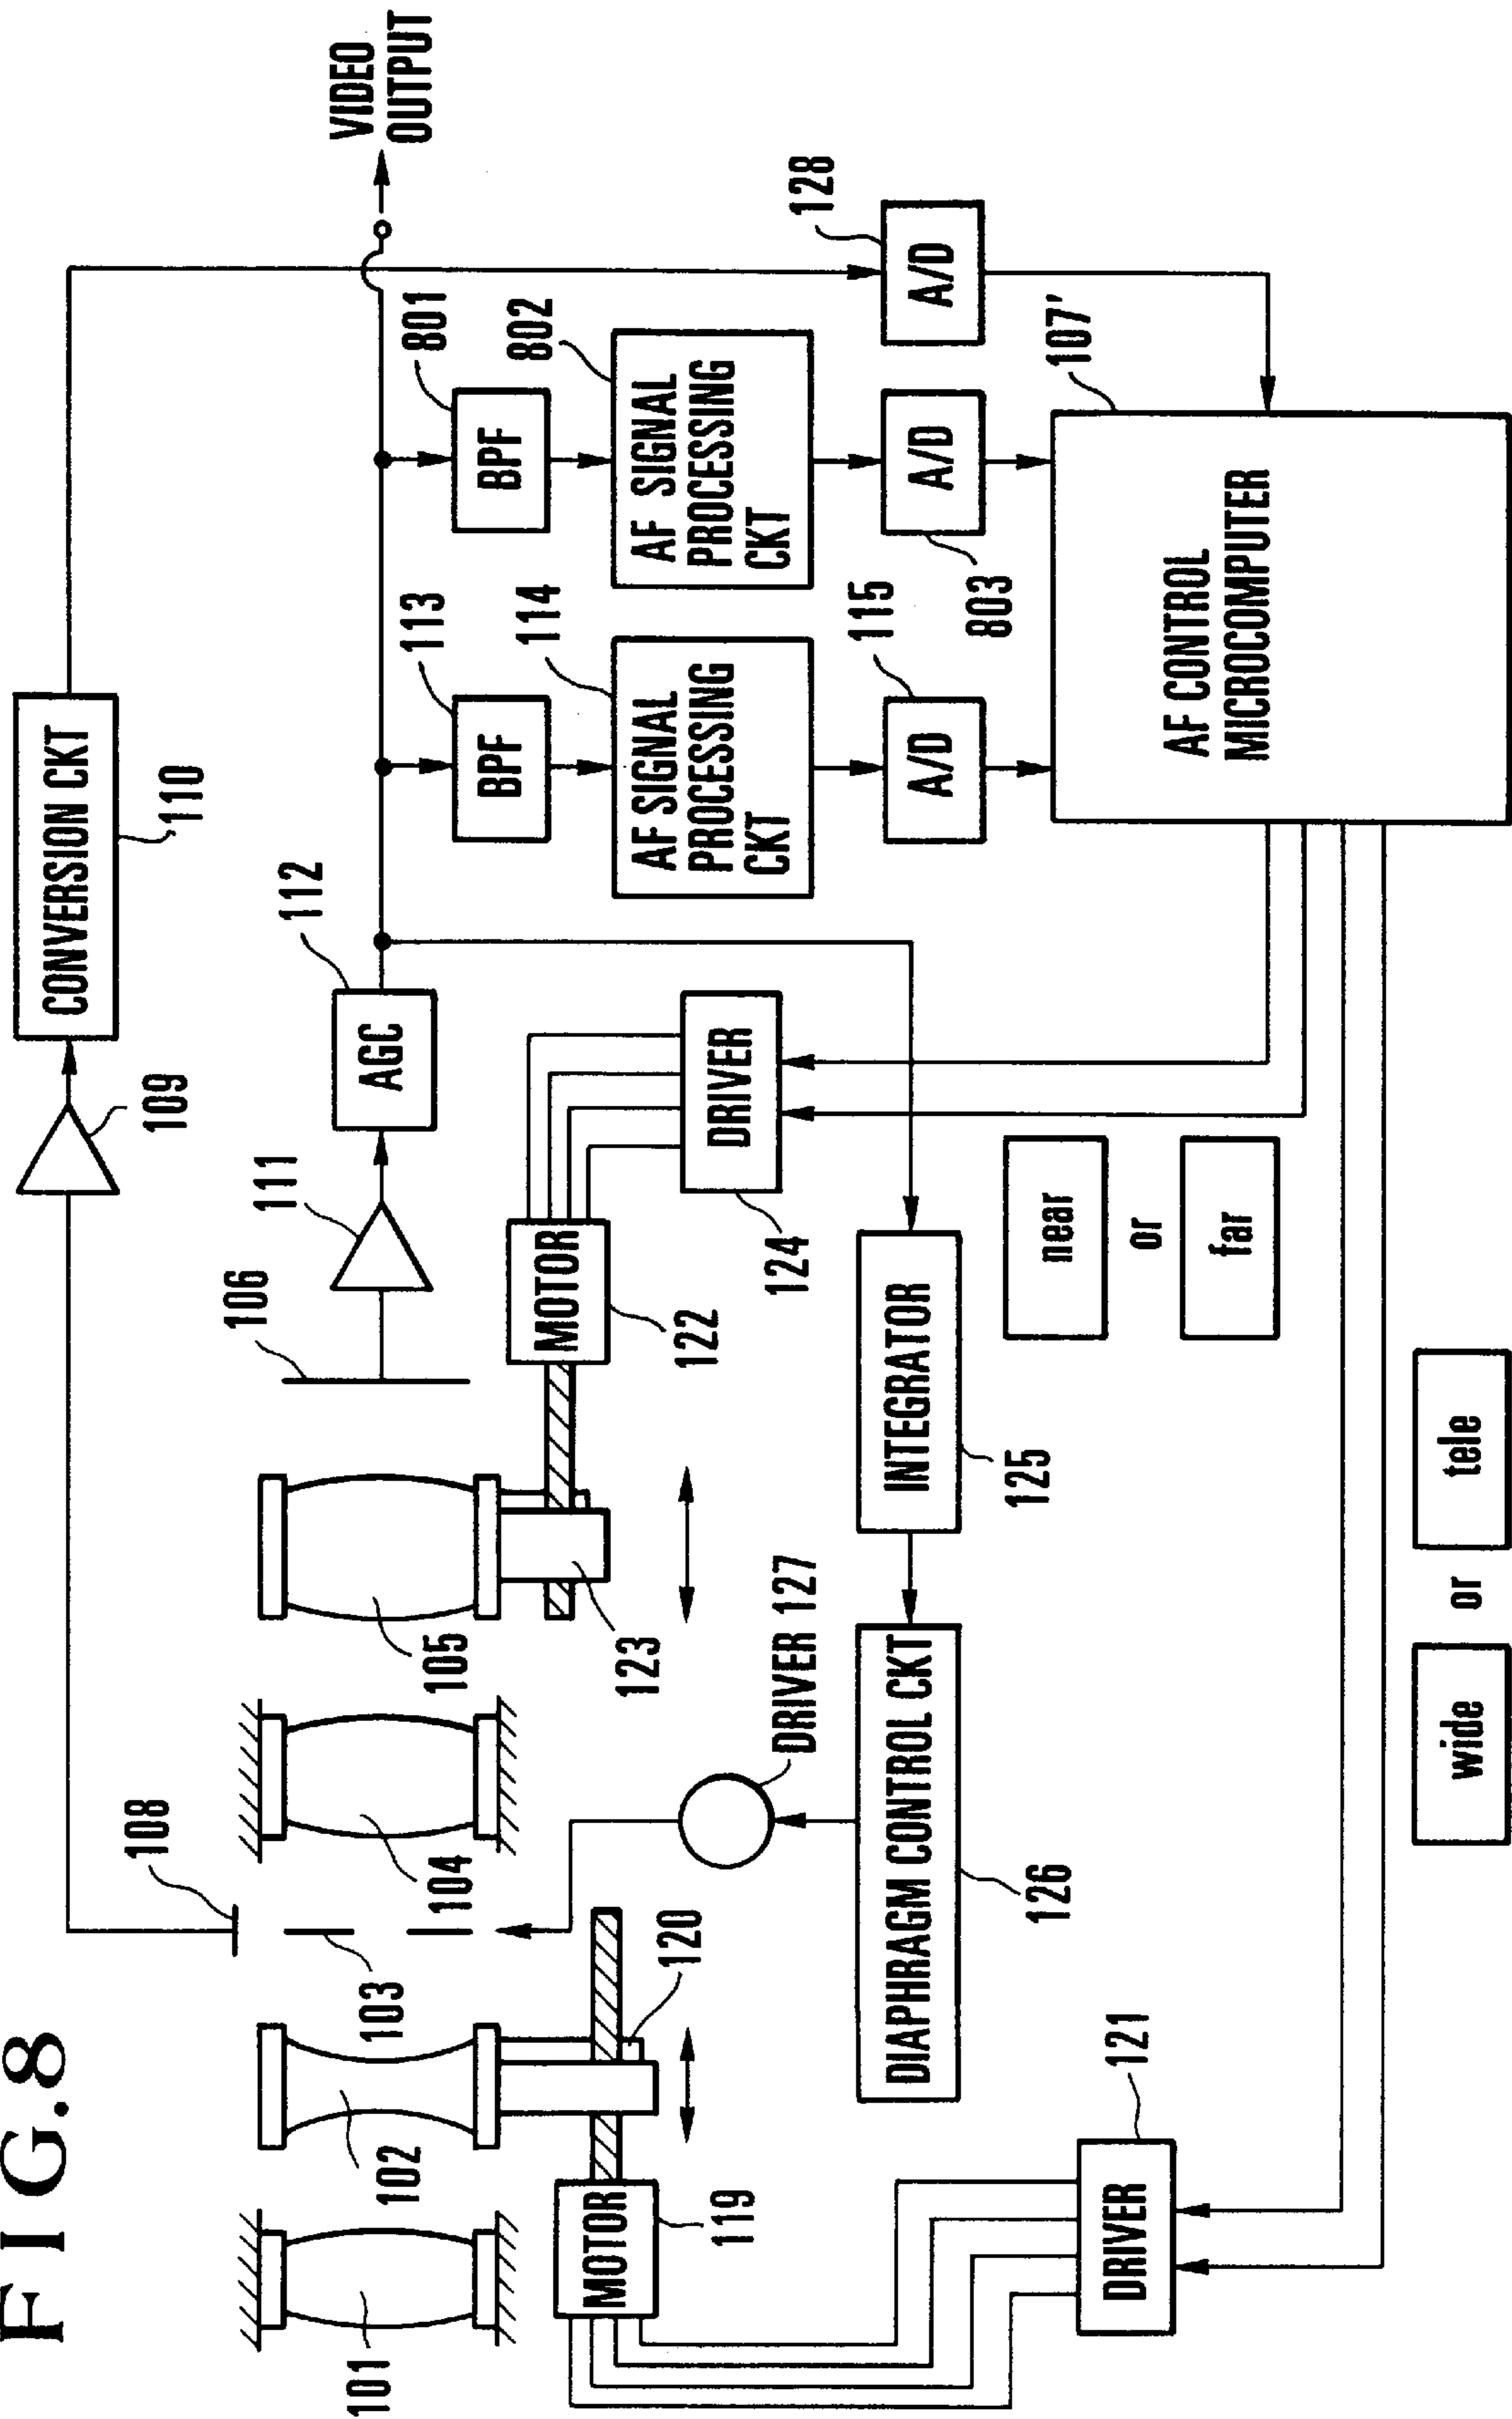 FIG.8
CONVERSION CKT
110
109
108
VIDEO
OUTPUT
106
111
112
AGC
801
BPF
113
BPF
802
AF SIGNAL
PROCESSING
CKT
114
AF SIGNAL
PROCESSING
CKT
128
A/D
A/D
803
115
A/D
107'
AF CONTROL
MICROCOMPUTER
101
102
103
104
105
MOTOR
119
120
123
MOTOR
122
DRIVER
124
DRIVER 127
INTEGRATOR
125
DIAPHRAGM CONTROL CKT
126
near
or
far
DRIVER
121
wide
or
tele